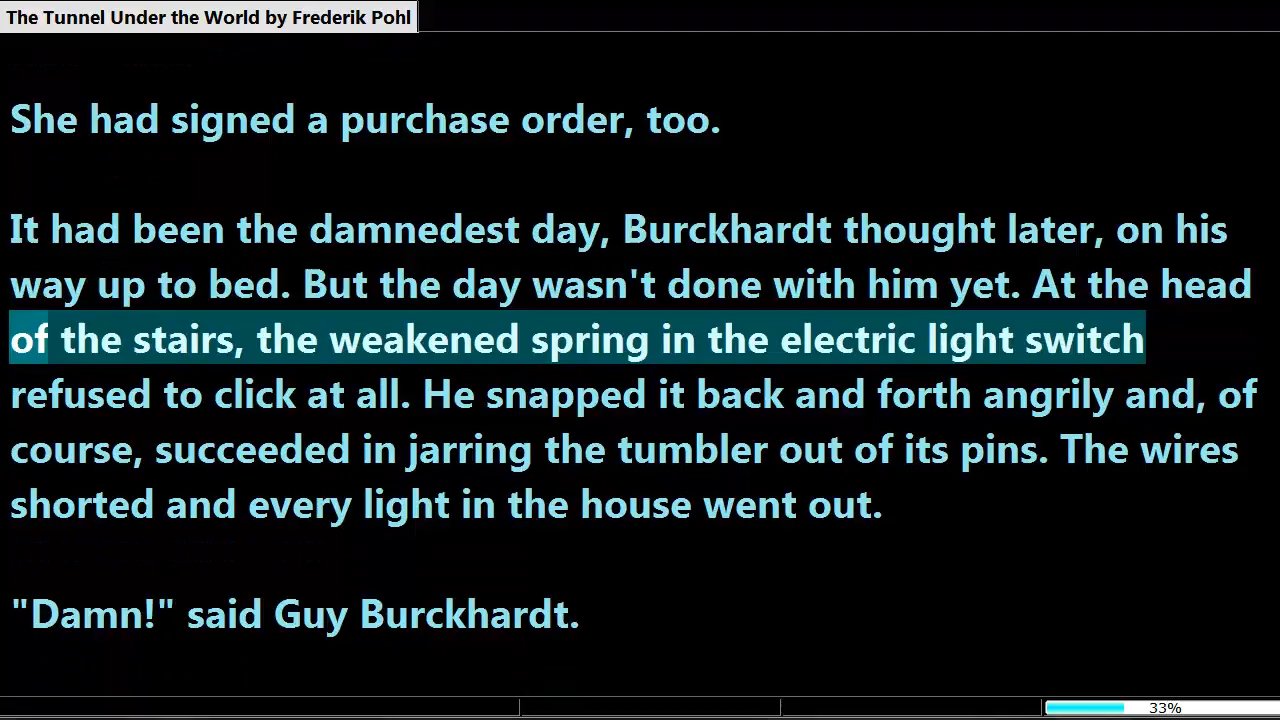 The Tunnel Under the World by Frederik Pohl
She had signed a purchase order, too.
It had been the damnedest day, Burckhardt thought later, on his
way up to bed. But the day wasn't done with him yet. At the head
of the stairs, the weakened spring in the electric light switch
refused to click at all. He snapped it back and forth angrily and, of
course, succeeded in jarring the tumbler out of its pins. The wires
shorted and every light in the house went out.
"Damn!" said Guy Burckhardt.
33%